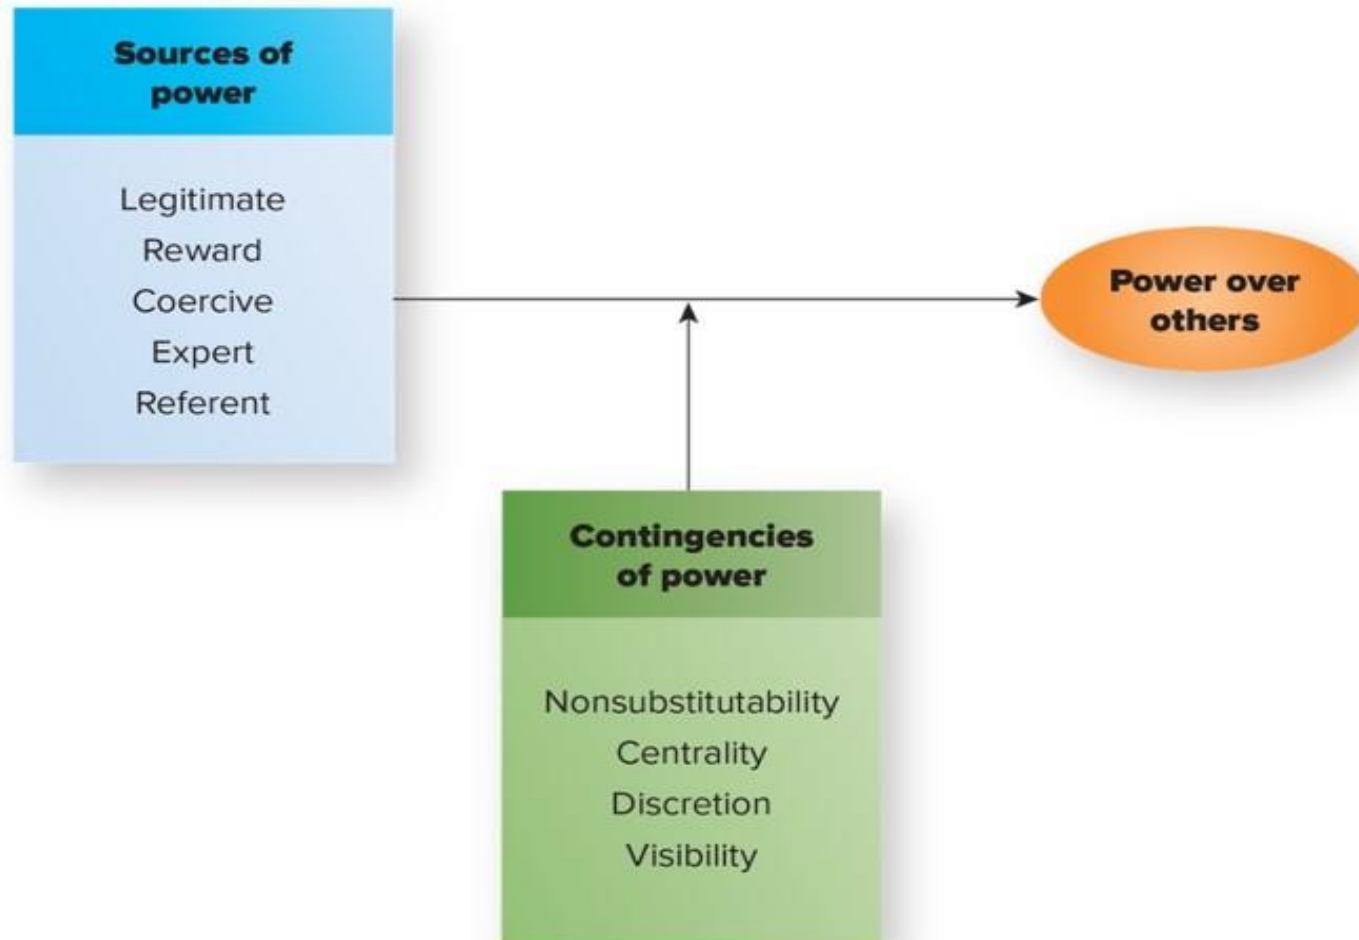 Sources of
power
Legitimate
Reward
Coercive
Expert
Referent
Power over
others
Contingencies
of power
Nonsubstitutability
Centrality
Discretion
Visibility